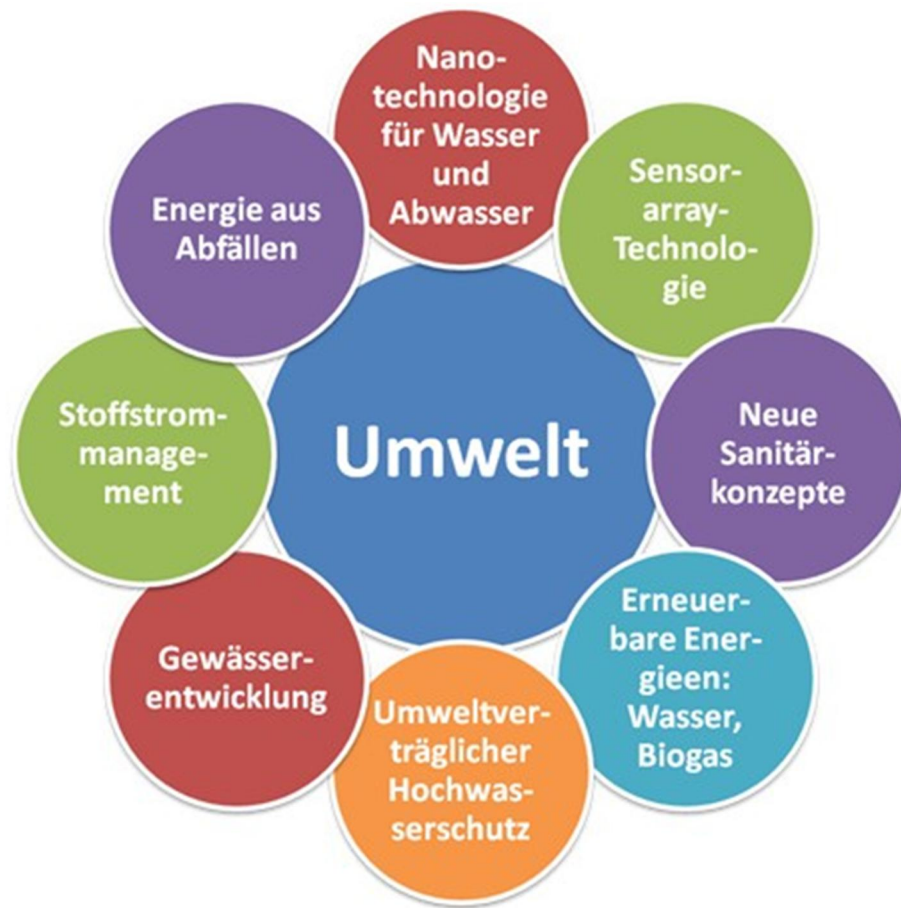 Nano-
technologie
für Wasser
und
Abwasser
Sensor-
array-
Technolo-
gie
Neue
Sanitär-
konzepte
Erneuer-
bare Ener-
gieen:
Wasser,
Biogas
Umweltver-
träglicher
Hochwas-
serschutz
Gewässer-
entwicklung
Stoffstrom-
manage-
ment
Energie aus
Abfällen
Umwelt